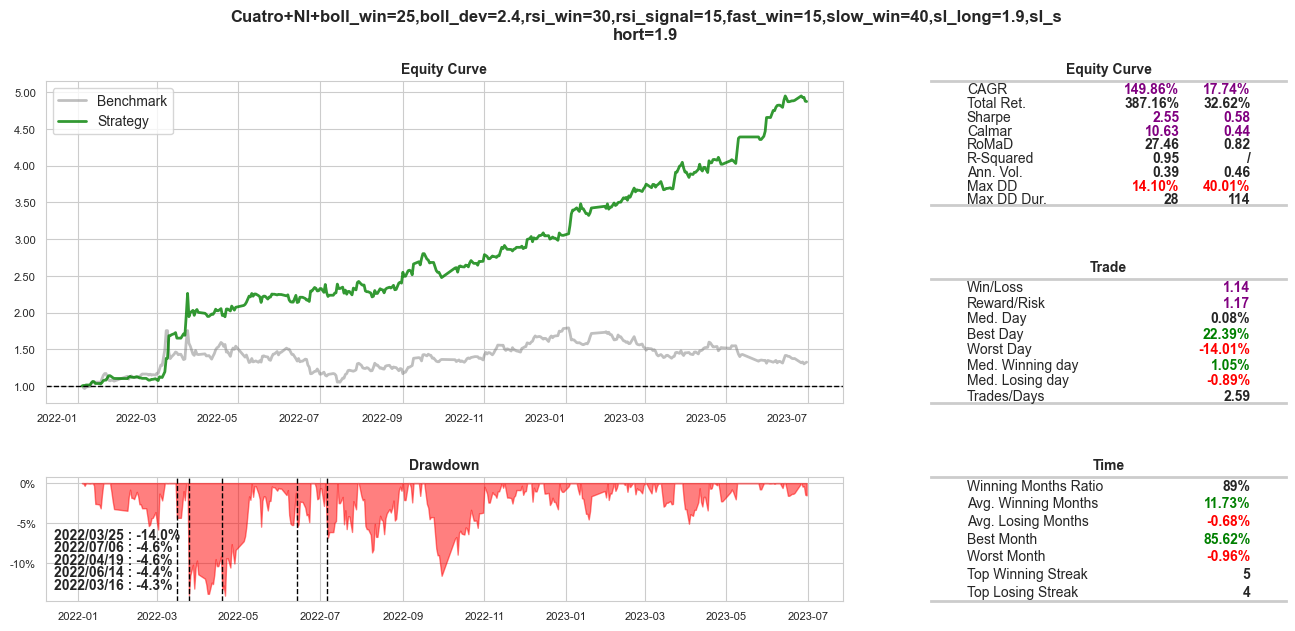 Cuatro+NI+boll_win=25,boll_dev=2.4,rsi_win=30,rsi_signal=15,fast_win=15,slow_win=40,sl_long=1.9,sl_s
hort=1.9
Equity Curve
Benchmark
Strategy
5.00
4.50
4.00
3.50
3.00
2.50
2.00
1.50
1.00
2022-01 2022-03 2022-05 2022-07 2022-09 2022-11 2023-01 2023-03 2023-05 2023-07
Equity Curve
CAGR 149.86% 17.74%
Total Ret. 387.16% 32.62%
Sharpe 2.55 0.58
Calmar 10.63 0.44
RoMaD 27.46 0.82
R-Squared 0.95 /
Ann. Vol. 0.39 0.46
Max DD 14.10% 40.01%
Max DD Dur. 28 114
Trade
Win/Loss 1.14
Reward/Risk 1.17
Med. Day 0.08%
Best Day 22.39%
Worst Day -14.01%
Med. Winning day 1.05%
Med. Losing day -0.89%
Trades/Days 2.59
Drawdown
0%
-5%
-10%
2022/03/25 : -14.0%
2022/07/06 : -4.6%
2022/04/19 : -4.6%
2022/06/14 : -4.4%
2022/03/16 : -4.3%
2022-01 2022-03 2022-05 2022-07 2022-09 2022-11 2023-01 2023-03 2023-05 2023-07
Time
Winning Months Ratio 89%
Avg. Winning Months 11.73%
Avg. Losing Months -0.68%
Best Month 85.62%
Worst Month -0.96%
Top Winning Streak 5
Top Losing Streak 4